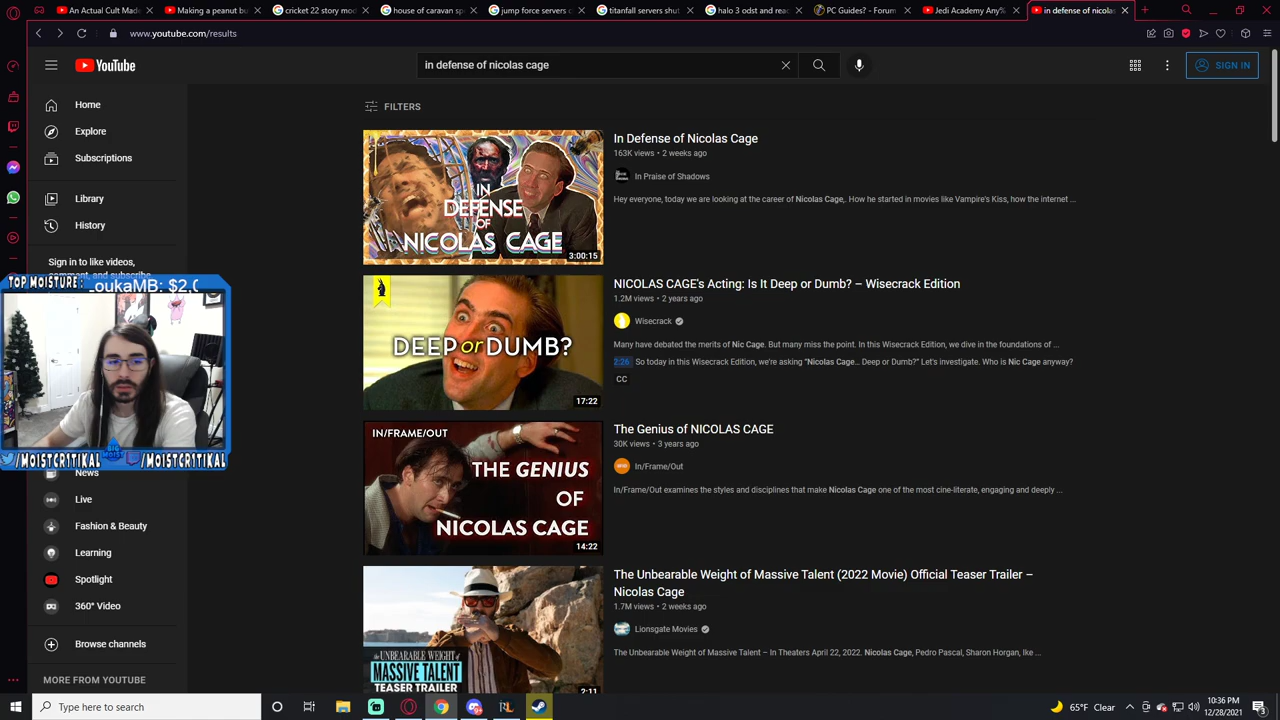 An Actual Cult Made
Making a peanut bu
cricket 22 story mod
house of caravan sp
jump force servers c
titanfall servers shut
halo 3 odst and reac
PC Guides? - Forum
Jedi Academy Any%
in defense of nicolas
www.youtube.com/results
YouTube
in defense of nicolas cage
SIGN IN
Home
Explore
Subscriptions
Library
History
Sign in to like videos,
comment, and subscribe.
FILTERS
IN DEFENSE OF NICOLAS CAGE
3:00:15
In Defense of Nicolas Cage
163K views • 2 weeks ago
In Praise of Shadows
Hey everyone, today we are looking at the career of Nicolas Cage,. How he started in movies like Vampire's Kiss, how the internet ...
DEEP or DUMB?
17:22
NICOLAS CAGE's Acting: Is It Deep or Dumb? – Wisecrack Edition
1.2M views • 2 years ago
Wisecrack
Many have debated the merits of Nic Cage. But many miss the point. In this Wisecrack Edition, we dive in the foundations of ...
2:26 So today in this Wisecrack Edition, we're asking "Nicolas Cage... Deep or Dumb?" Let's investigate. Who is Nic Cage anyway?
CC
IN/FRAME/OUT
THE GENIUS
OF
NICOLAS CAGE
14:22
The Genius of NICOLAS CAGE
30K views • 3 years ago
In/Frame/Out
In/Frame/Out examines the styles and disciplines that make Nicolas Cage one of the most cine-literate, engaging and deeply ...
THE UNBEARABLE WEIGHT OF
MASSIVE TALENT
TEASER TRAILER
2:11
The Unbearable Weight of Massive Talent (2022 Movie) Official Teaser Trailer –
Nicolas Cage
1.7M views • 2 weeks ago
Lionsgate Movies
The Unbearable Weight of Massive Talent – In Theaters April 22, 2022. Nicolas Cage, Pedro Pascal, Sharon Horgan, Ike ...
TOP MOISTURE:
oukaMB: $2,0
/MOISTCR1TIKAL
BIG MOIST
/MOISTCR1TIKAL
News
Live
Fashion & Beauty
Learning
Spotlight
360° Video
Browse channels
MORE FROM YOUTUBE
Type here to search
65°F Clear
10:36 PM
12/28/2021